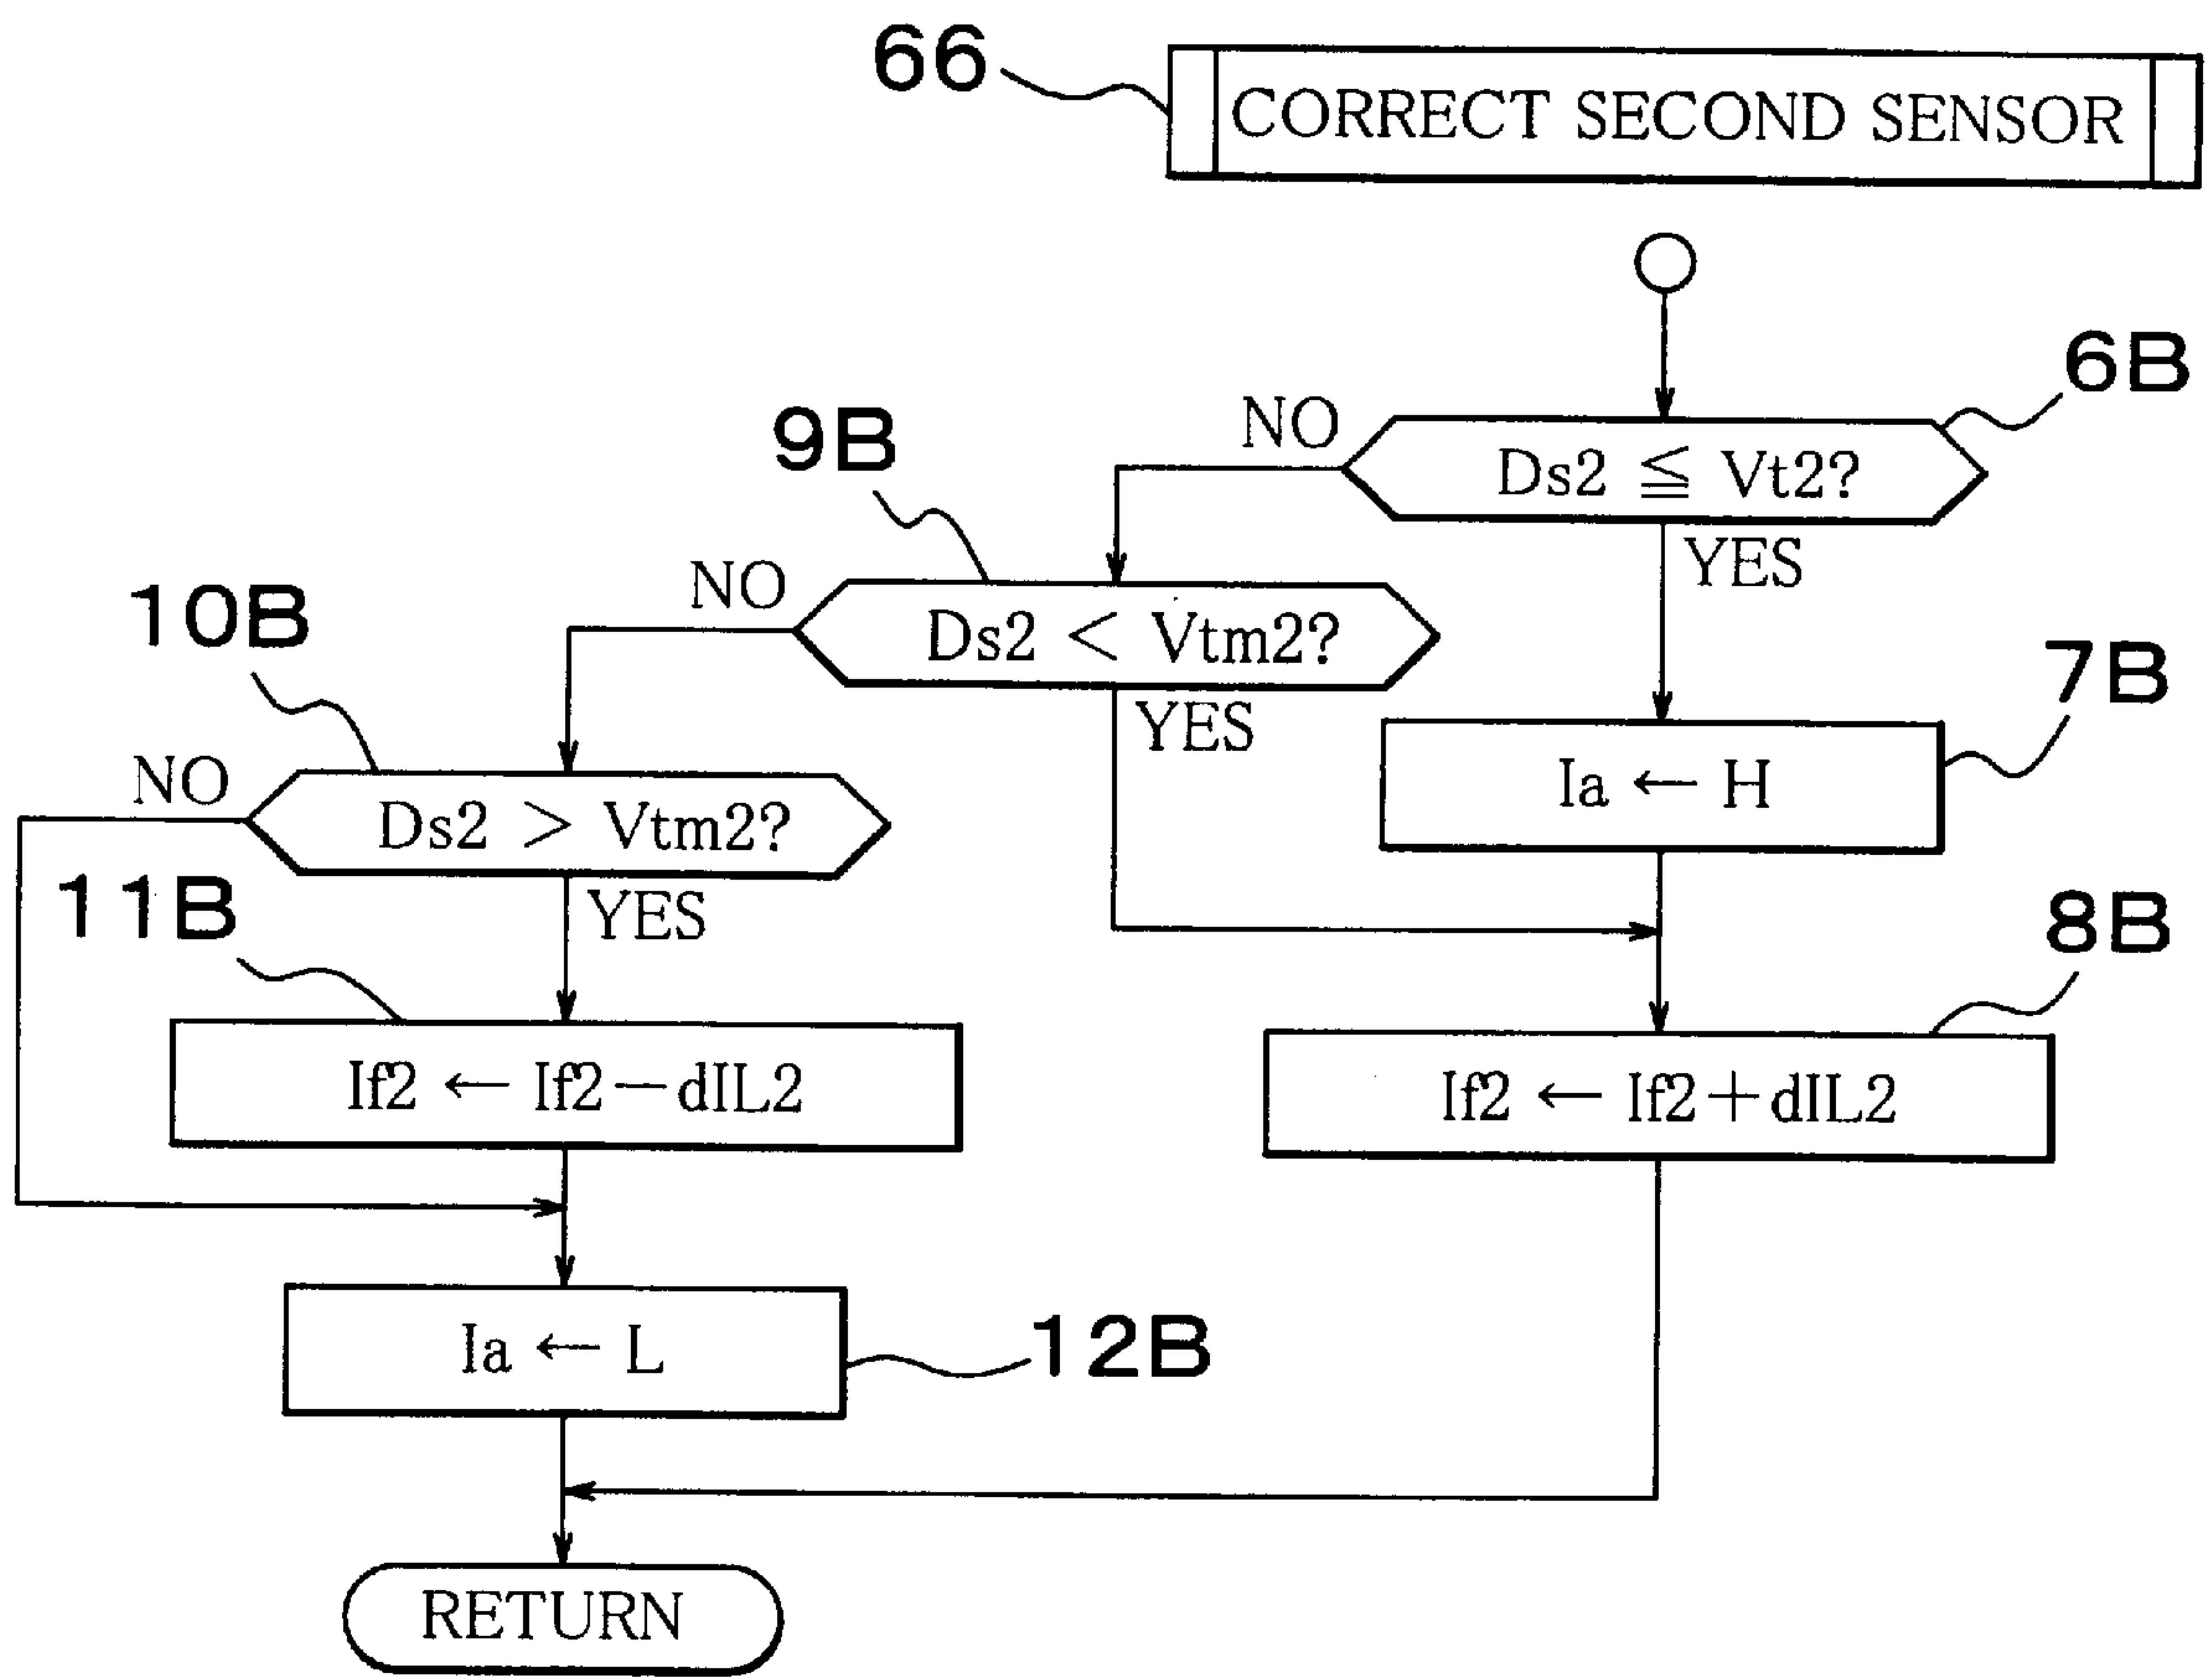 66
CORRECT SECOND SENSOR
6B
NO
Ds2 ≦ Vt2?
YES
9B
NO
Ds2 < Vtm2?
YES
7B
Ia ← H
10B
NO
Ds2 > Vtm2?
YES
8B
If2 ← If2+dIL2
11B
If2 ← If2−dIL2
Ia ← L
12B
RETURN